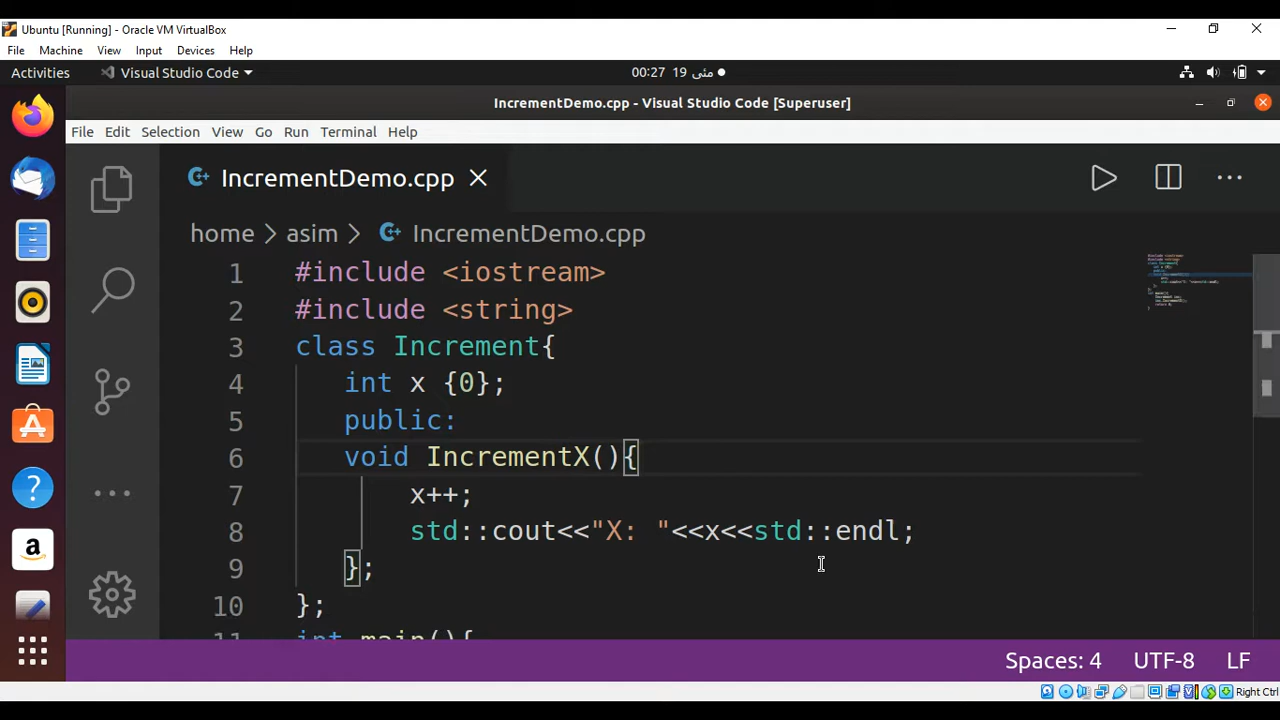 Ubuntu [Running] - Oracle VM VirtualBox
File Machine View Input Devices Help
Activities Visual Studio Code 00:27 19 مئی
IncrementDemo.cpp - Visual Studio Code [Superuser]
File Edit Selection View Go Run Terminal Help
IncrementDemo.cpp
home > asim > IncrementDemo.cpp
1 #include <iostream>
2 #include <string>
3 class Increment{
4 int x {0};
5 public:
6 void IncrementX(){
7 x++;
8 std::cout<<"X: "<<x<<std::endl;
9 };
10 };
11 int main(){
Spaces: 4 UTF-8 LF
Right Ctrl